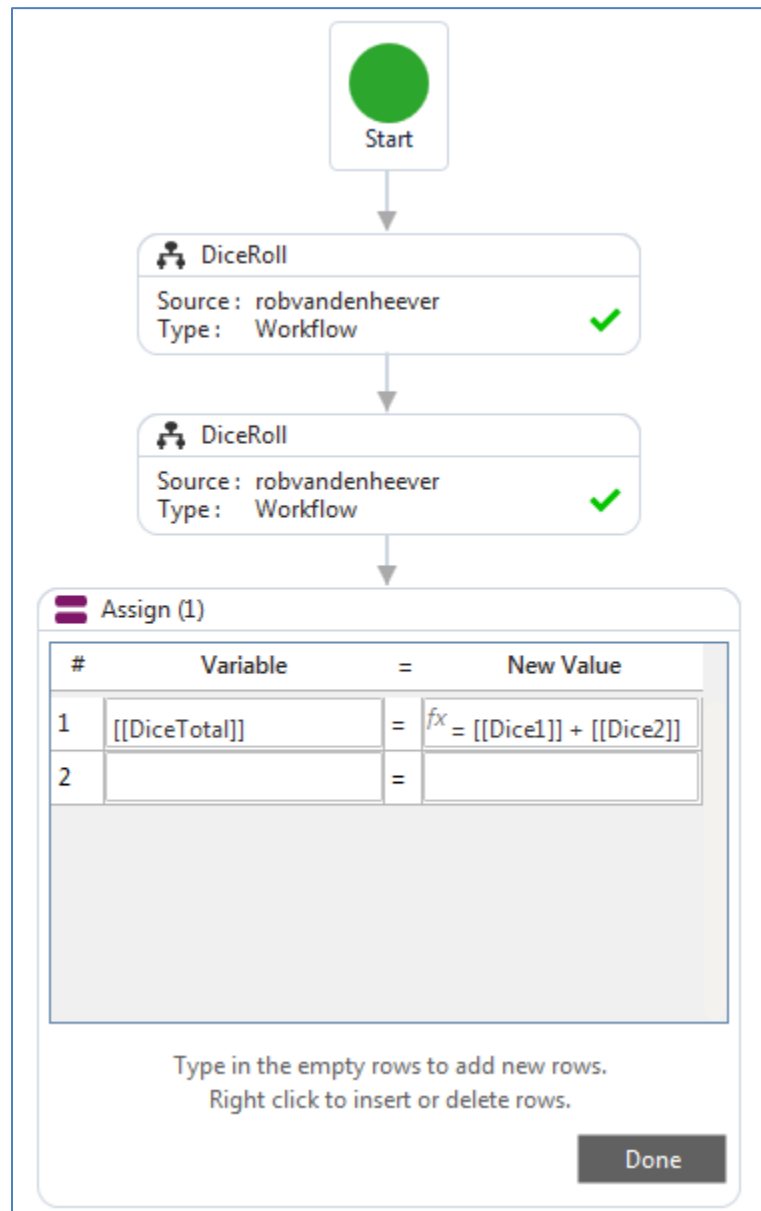 Start
DiceRoll
Source : robvandenheever
Type : Workflow
DiceRoll
Source : robvandenheever
Type : Workflow
Assign (1)
# Variable = New Value
1 [[DiceTotal]] = fx = [[Dice1]] + [[Dice2]]
2 =
Type in the empty rows to add new rows.
Right click to insert or delete rows.
Done